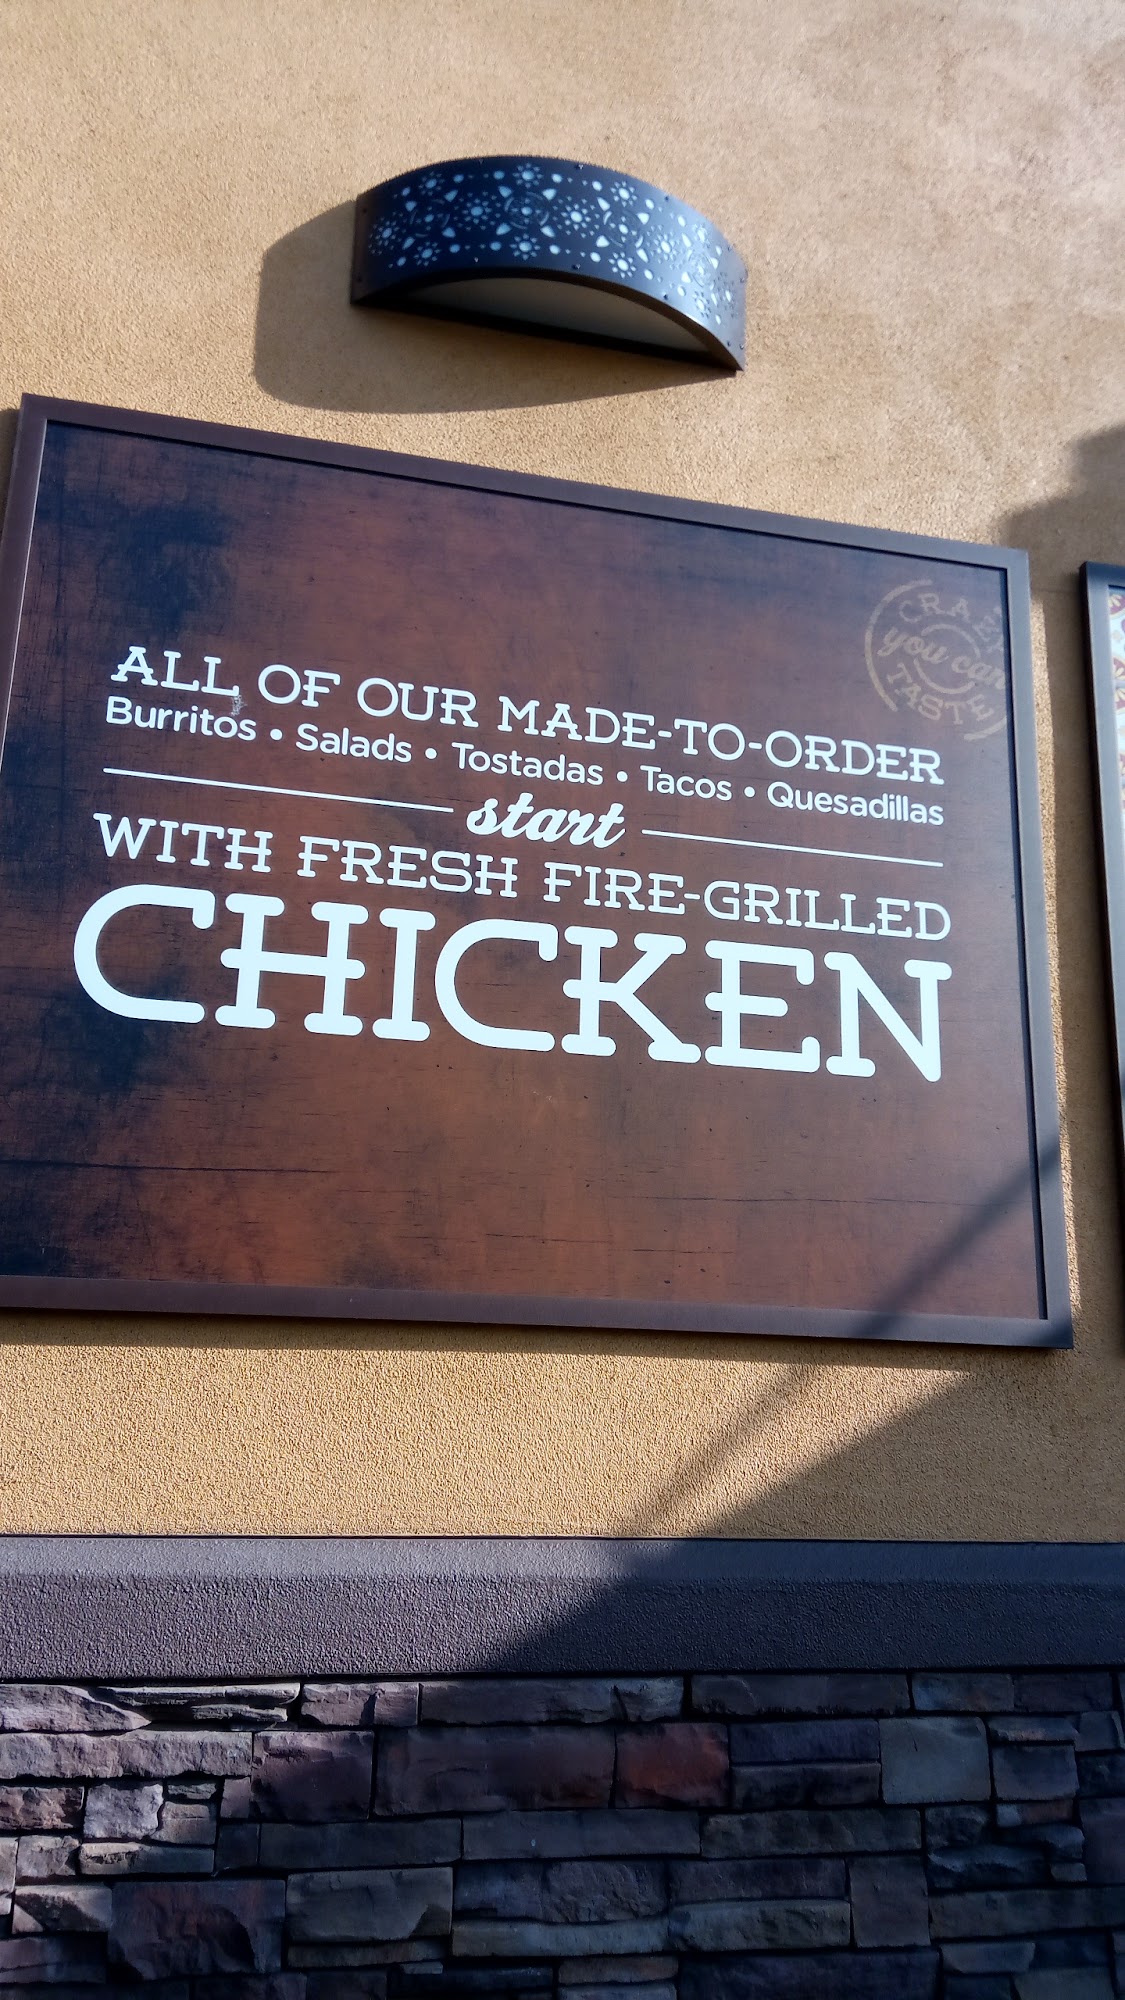 CRAFT
you can
TASTE
ALL OF OUR MADE-TO-ORDER
Burritos • Salads • Tostadas • Tacos • Quesadillas
start
WITH FRESH FIRE-GRILLED
CHICKEN